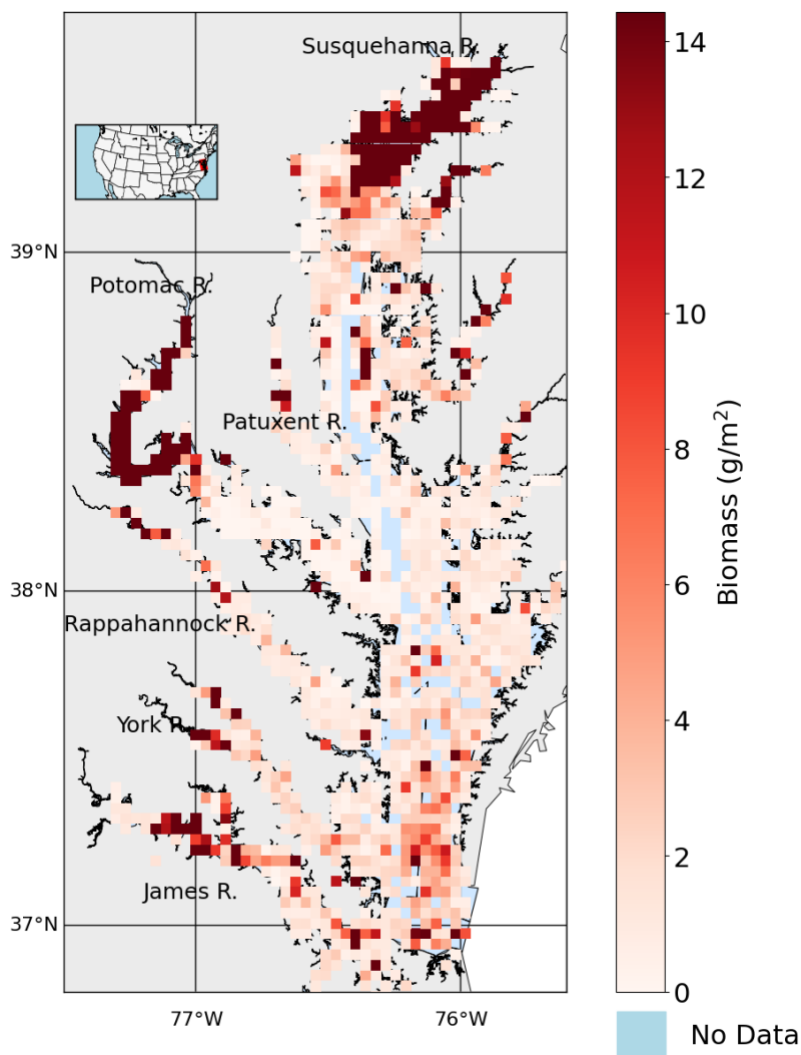 Susquehanna R.
39°N
Potomac R.
Patuxent R.
38°N
Rappahannock R.
York R.
James R.
37°N
77°W
76°W
14
12
10
8
6
4
2
0
Biomass (g/m²)
No Data